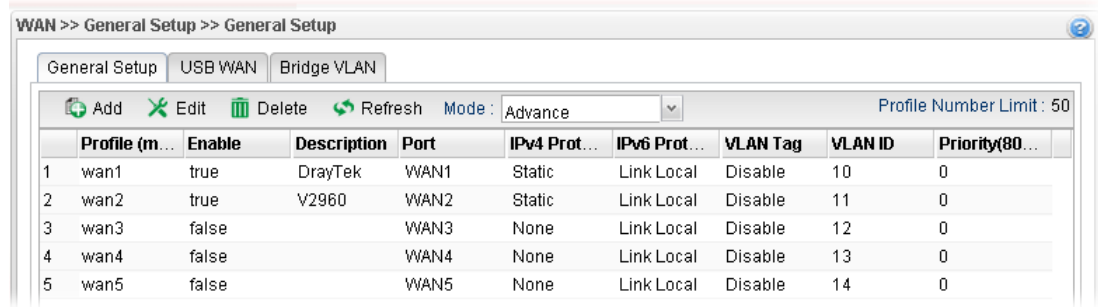 WAN >> General Setup >> General Setup
General Setup USB WAN Bridge VLAN
Add Edit Delete Refresh Mode : Advance Profile Number Limit : 50
Profile (m... Enable Description Port IPv4 Prot... IPv6 Prot... VLAN Tag VLAN ID Priority(80...
1 wan1 true DrayTek WAN1 Static Link Local Disable 10 0
2 wan2 true V2960 WAN2 Static Link Local Disable 11 0
3 wan3 false WAN3 None Link Local Disable 12 0
4 wan4 false WAN4 None Link Local Disable 13 0
5 wan5 false WAN5 None Link Local Disable 14 0